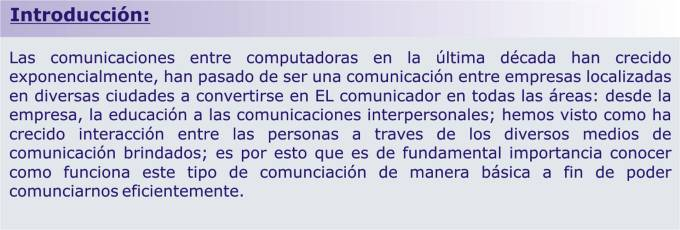 Introducción:
Las comunicaciones entre computadoras en la última década han crecido
exponencialmente, han pasado de ser una comunicación entre empresas localizadas
en diversas ciudades a convertirse en EL comunicador en todas las áreas: desde la
empresa, la educación a las comunicaciones interpersonales; hemos visto como ha
crecido interacción entre las personas a traves de los diversos medios de
comunicación brindados; es por esto que es de fundamental importancia conocer
como funciona este tipo de comunciación de manera básica a fin de poder
comunciarnos eficientemente.